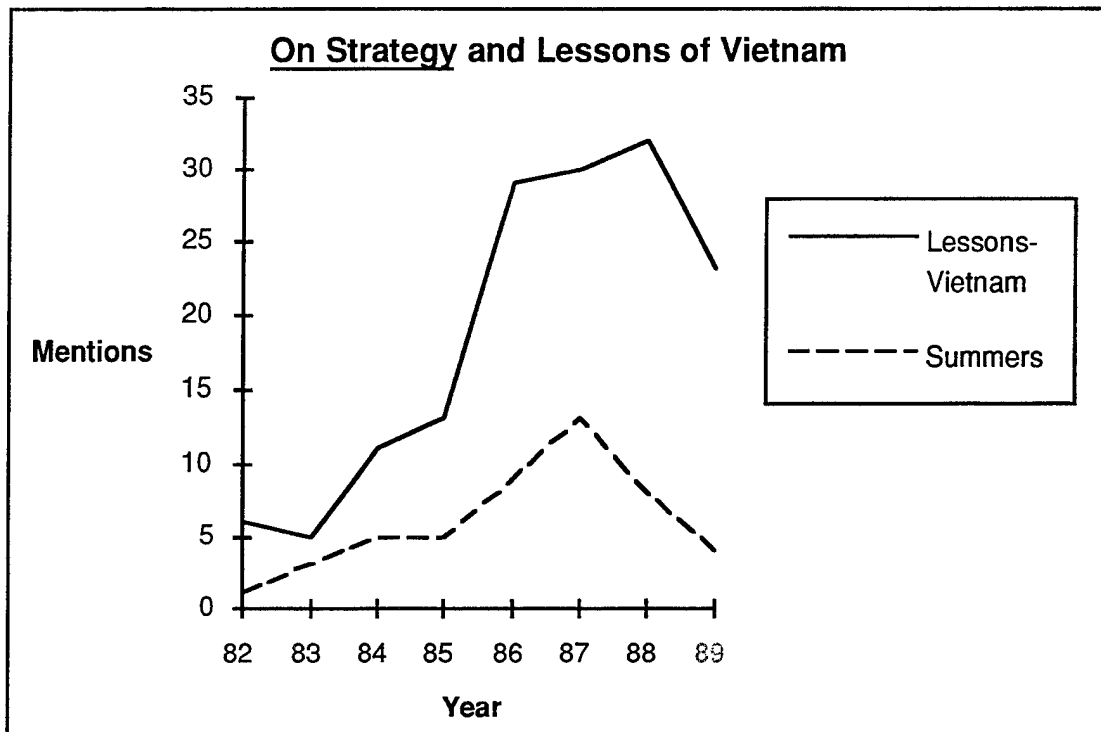 On Strategy and Lessons of Vietnam
35
30
25
20
15
10
5
0
Mentions
82 83 84 85 86 87 88 89
Year
Lessons-
Vietnam
Summers